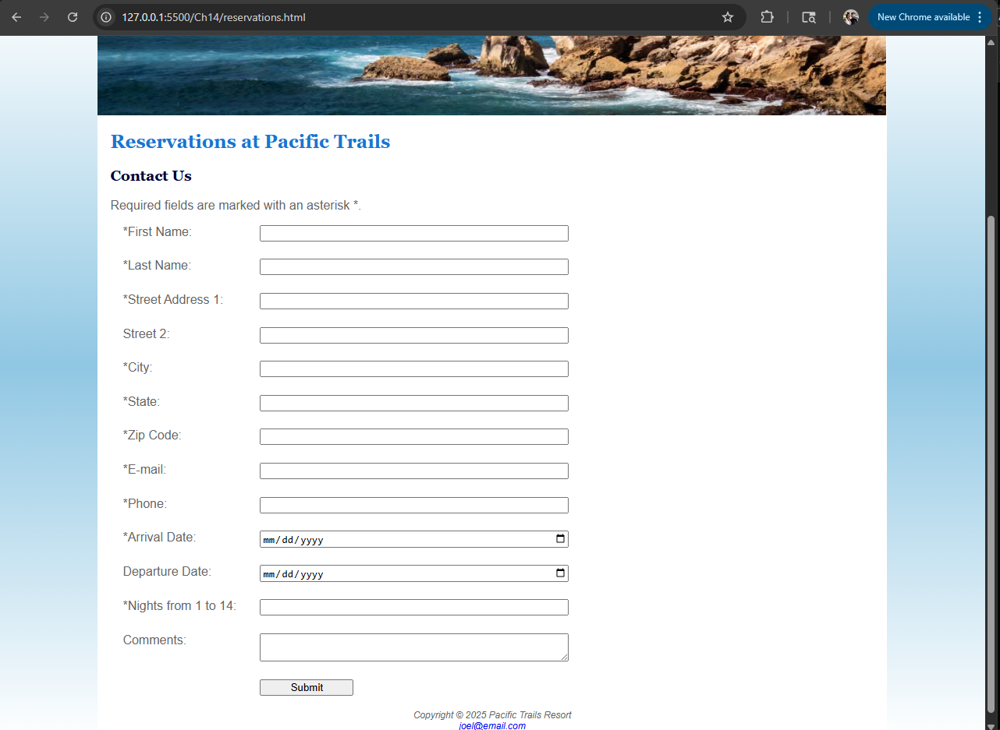 127.0.0.1:5500/Ch14/reservations.html
New Chrome available
Reservations at Pacific Trails
Contact Us
Required fields are marked with an asterisk *.
*First Name:
*Last Name:
*Street Address 1:
Street 2:
*City:
*State:
*Zip Code:
*E-mail:
*Phone:
*Arrival Date: mm/dd/yyyy
Departure Date: mm/dd/yyyy
*Nights from 1 to 14:
Comments:
Submit
Copyright © 2025 Pacific Trails Resort
joel@email.com